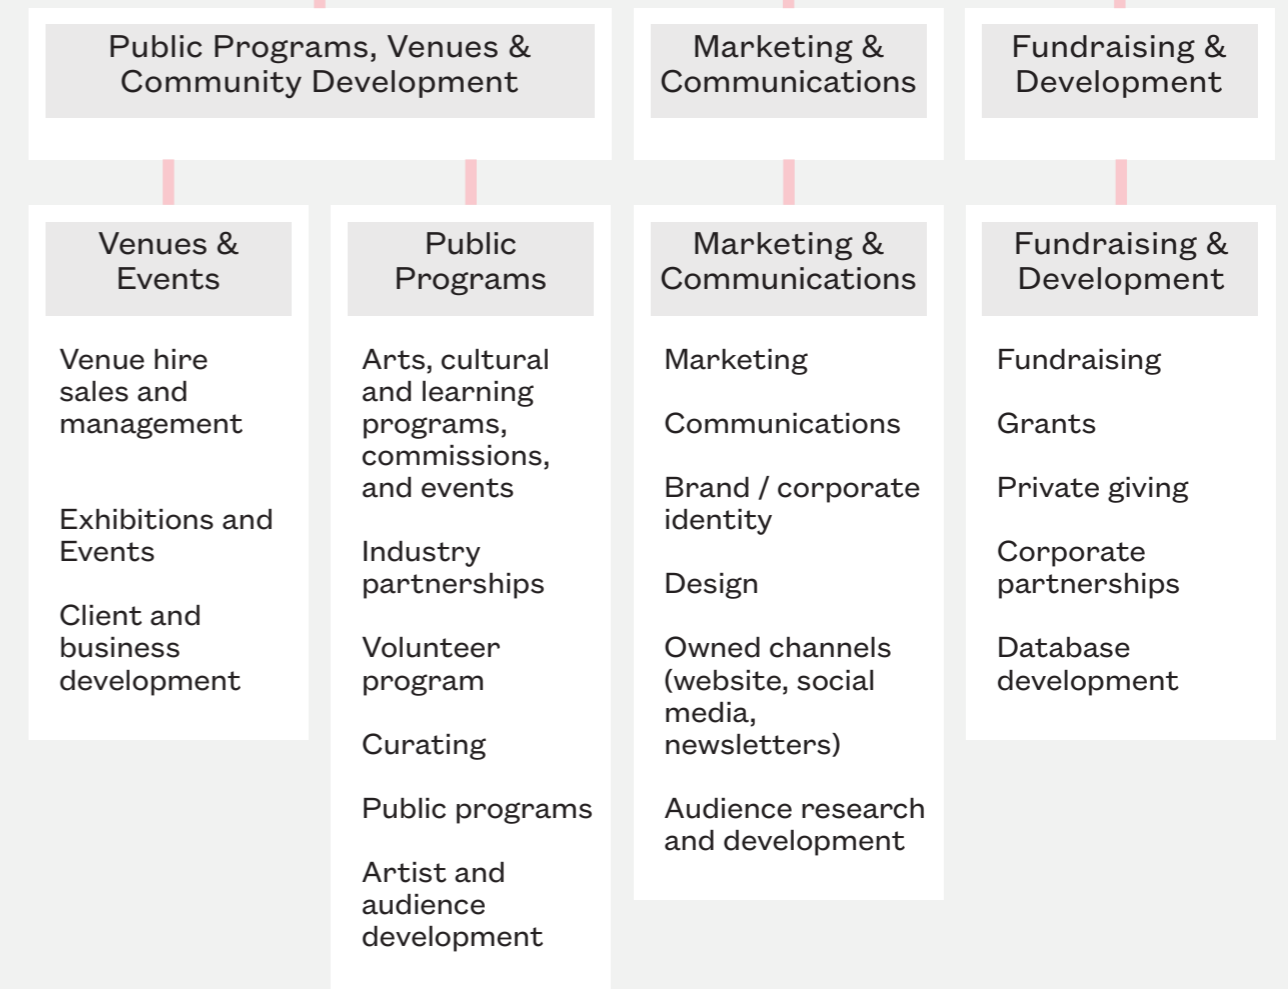 Public Programs, Venues &
Community Development
Marketing &
Communications
Fundraising &
Development
Venues &
Events
Venue hire
sales and
management
Exhibitions and
Events
Client and
business
development
Public
Programs
Arts, cultural
and learning
programs,
commissions,
and events
Industry
partnerships
Volunteer
program
Curating
Public programs
Artist and
audience
development
Marketing &
Communications
Marketing
Communications
Brand / corporate
identity
Design
Owned channels
(website, social
media,
newsletters)
Audience research
and development
Fundraising &
Development
Fundraising
Grants
Private giving
Corporate
partnerships
Database
development